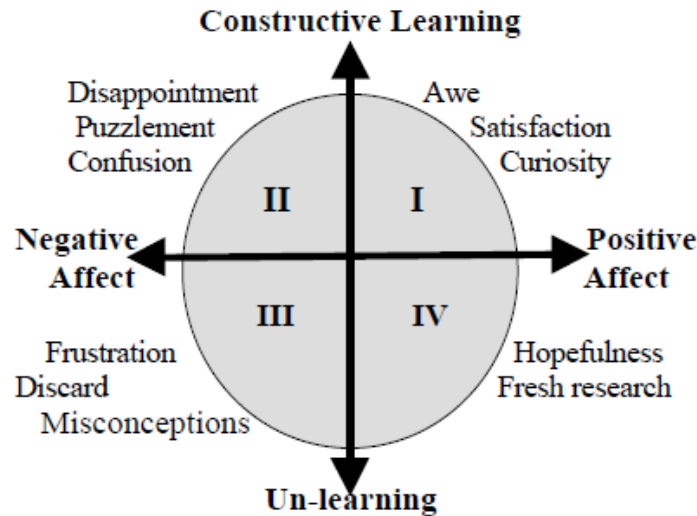 Constructive Learning
Disappointment
Puzzlement
Confusion
Awe
Satisfaction
Curiosity
II
I
Negative
Affect
Positive
Affect
III
IV
Frustration
Discard
Misconceptions
Hopefulness
Fresh research
Un-learning